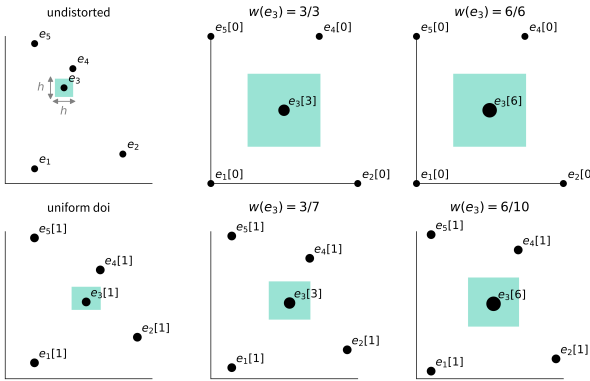 undistorted
w(e₃) = 3/3
w(e₃) = 6/6
e₅
e₄
e₃
h
h
e₂
e₁
e₅[0]
e₄[0]
e₃[3]
e₁[0]
e₂[0]
e₅[0]
e₄[0]
e₃[6]
e₁[0]
e₂[0]
uniform doi
w(e₃) = 3/7
w(e₃) = 6/10
e₅[1]
e₄[1]
e₃[1]
e₂[1]
e₁[1]
e₅[1]
e₄[1]
e₃[3]
e₂[1]
e₁[1]
e₅[1]
e₄[1]
e₃[6]
e₂[1]
e₁[1]